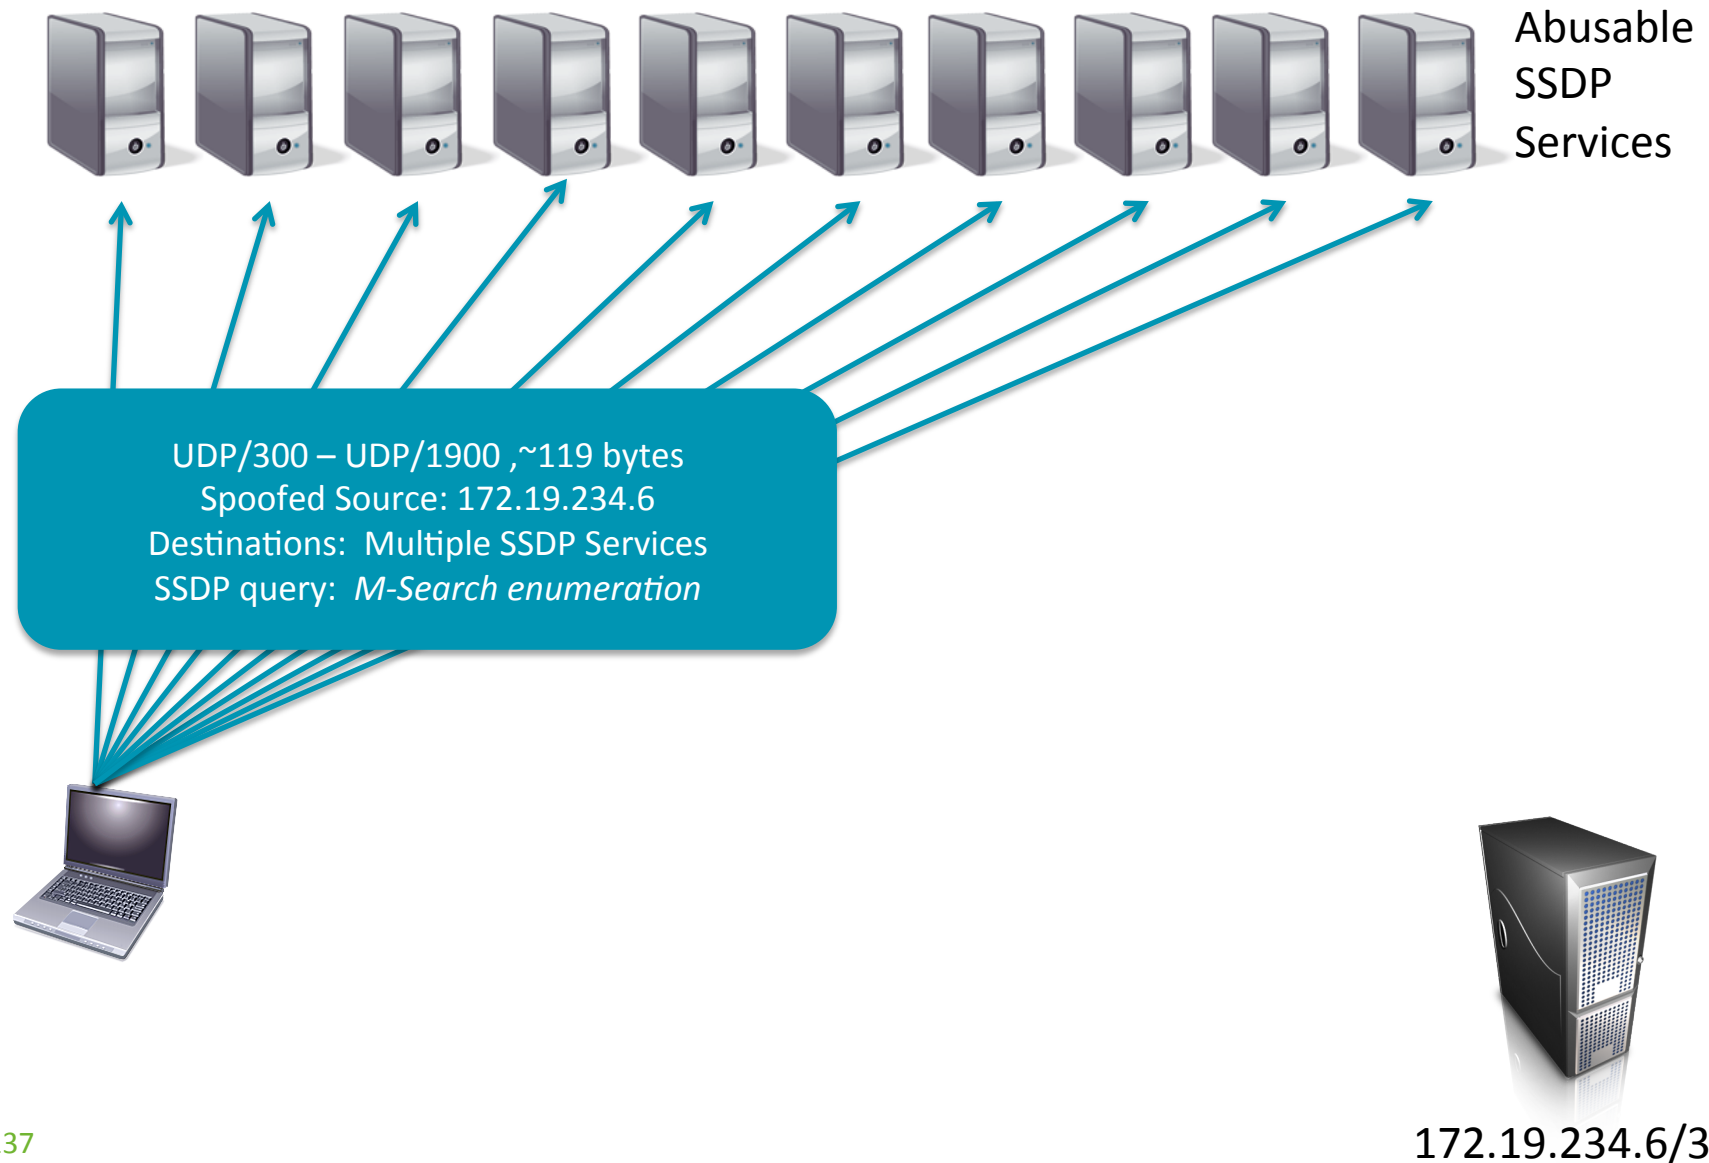 Abusable
SSDP
Services
UDP/300 – UDP/1900 ,~119 bytes
Spoofed Source: 172.19.234.6
Destinations: Multiple SSDP Services
SSDP query: M-Search enumeration
172.19.234.6/3
37